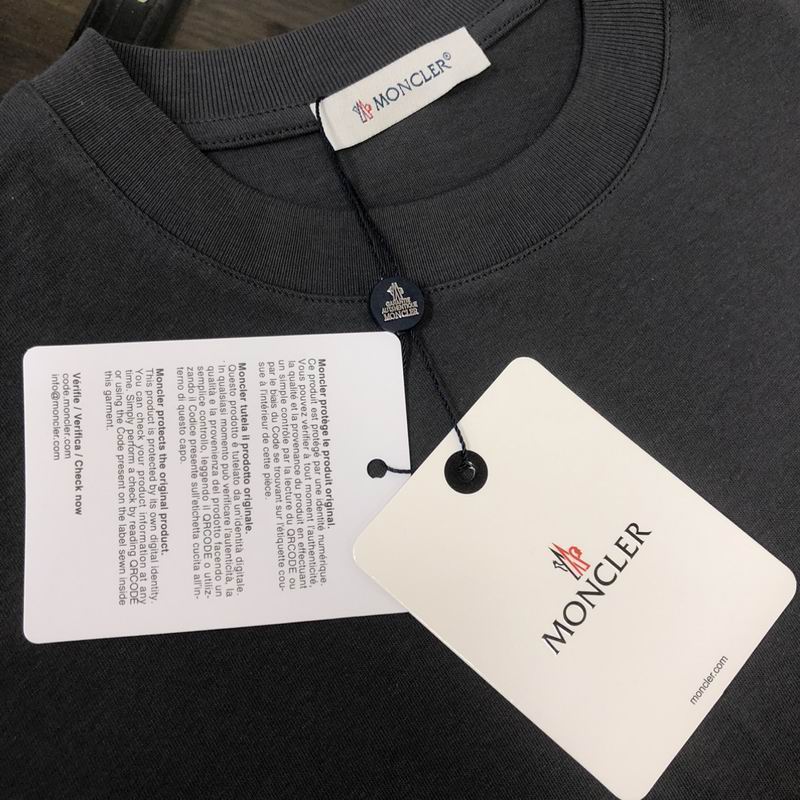 MONCLER®
GARANTIE
AUTHENTIQUE
MONCLER
Moncler protège le produit original.
Ce produit est protégé par une identité numérique.
Vous pouvez vérifier à tout moment l'authenticité,
la qualité et la provenance du produit en effectuant
un simple contrôle par la lecture du QRCODE ou
par le biais du Code se trouvant sur l'étiquette cou-
sue à l'intérieur de cette pièce.
Moncler tutela il prodotto originale.
Questo prodotto è tutelato da un'identità digitale.
In qualsiasi momento può verificare l'autenticità, la
qualità e la provenienza del prodotto facendo un
semplice controllo, leggendo il QRCODE o utiliz-
zando il Codice presente sull'etichetta cucita all'in-
terno di questo capo.
Moncler protects the original product.
This product is protected by its own digital identity.
You can check your product information at any
time. Simply perform a check by reading QRCODE
or using the Code present on the label sewn inside
this garment.
Vérifie / Verifica / Check now
code.moncler.com
info@moncler.com
MONCLER
moncler.com